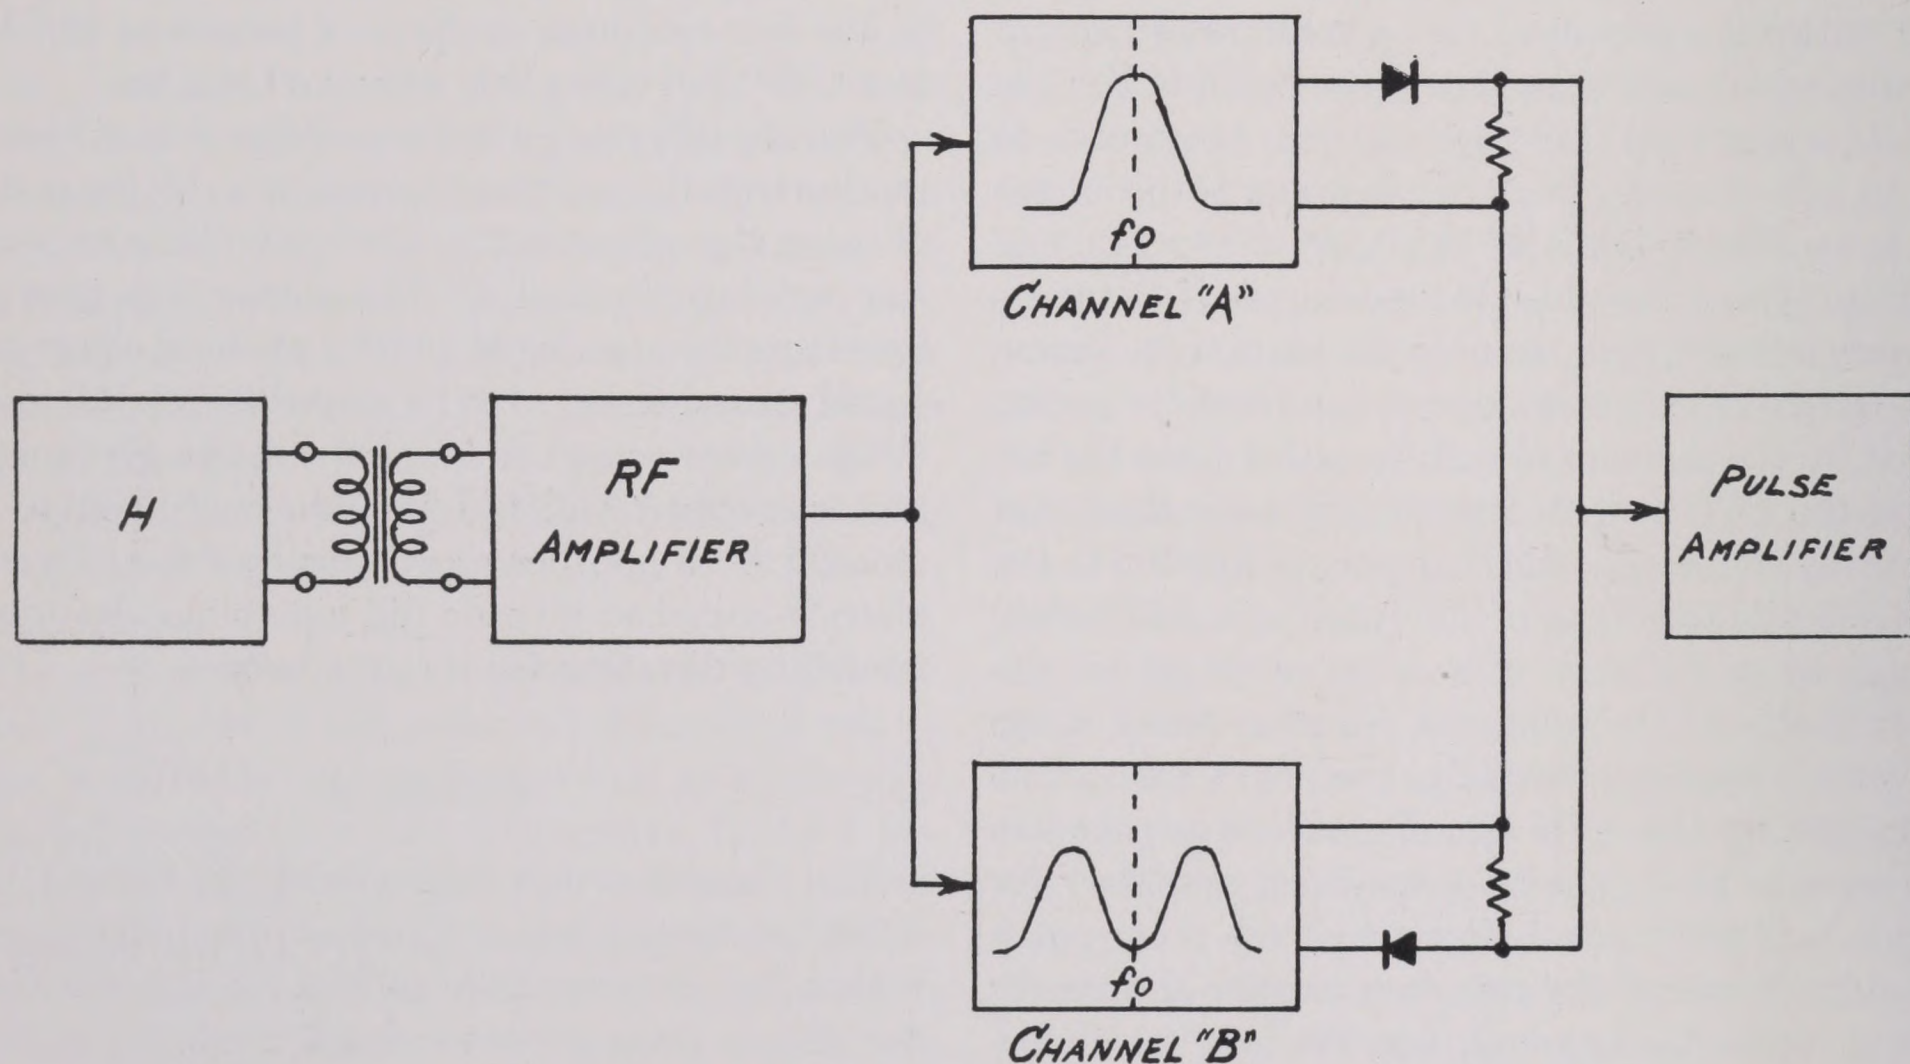 fo
CHANNEL "A"
H
RF
AMPLIFIER
PULSE
AMPLIFIER
fo
CHANNEL "B"